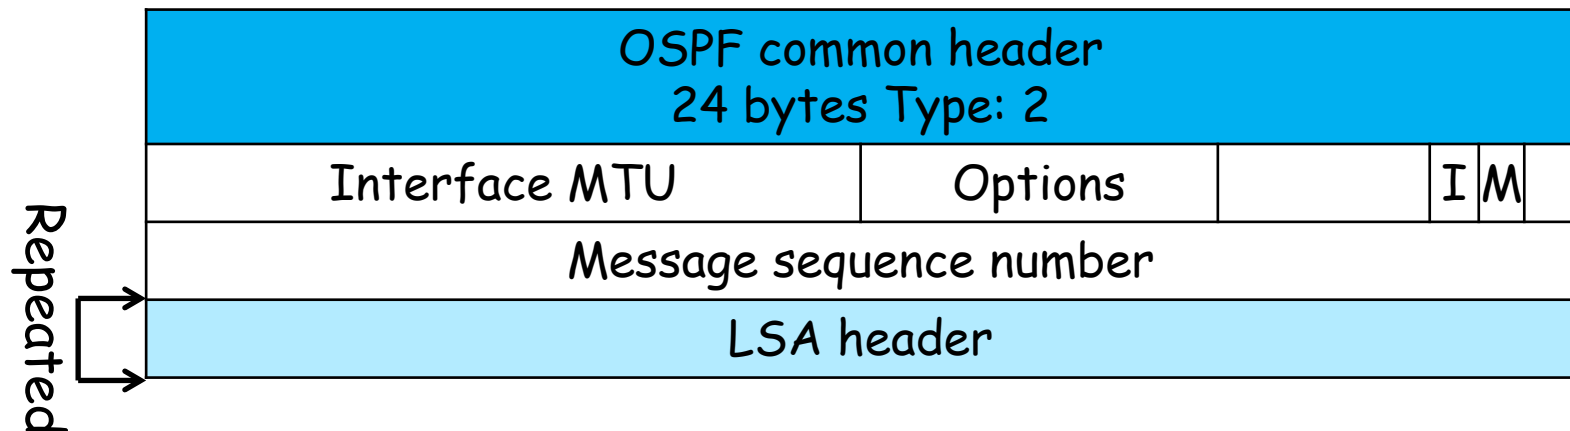 OSPF common header
24 bytes Type: 2
Interface MTU Options I M
Message sequence number
LSA header
Repeated